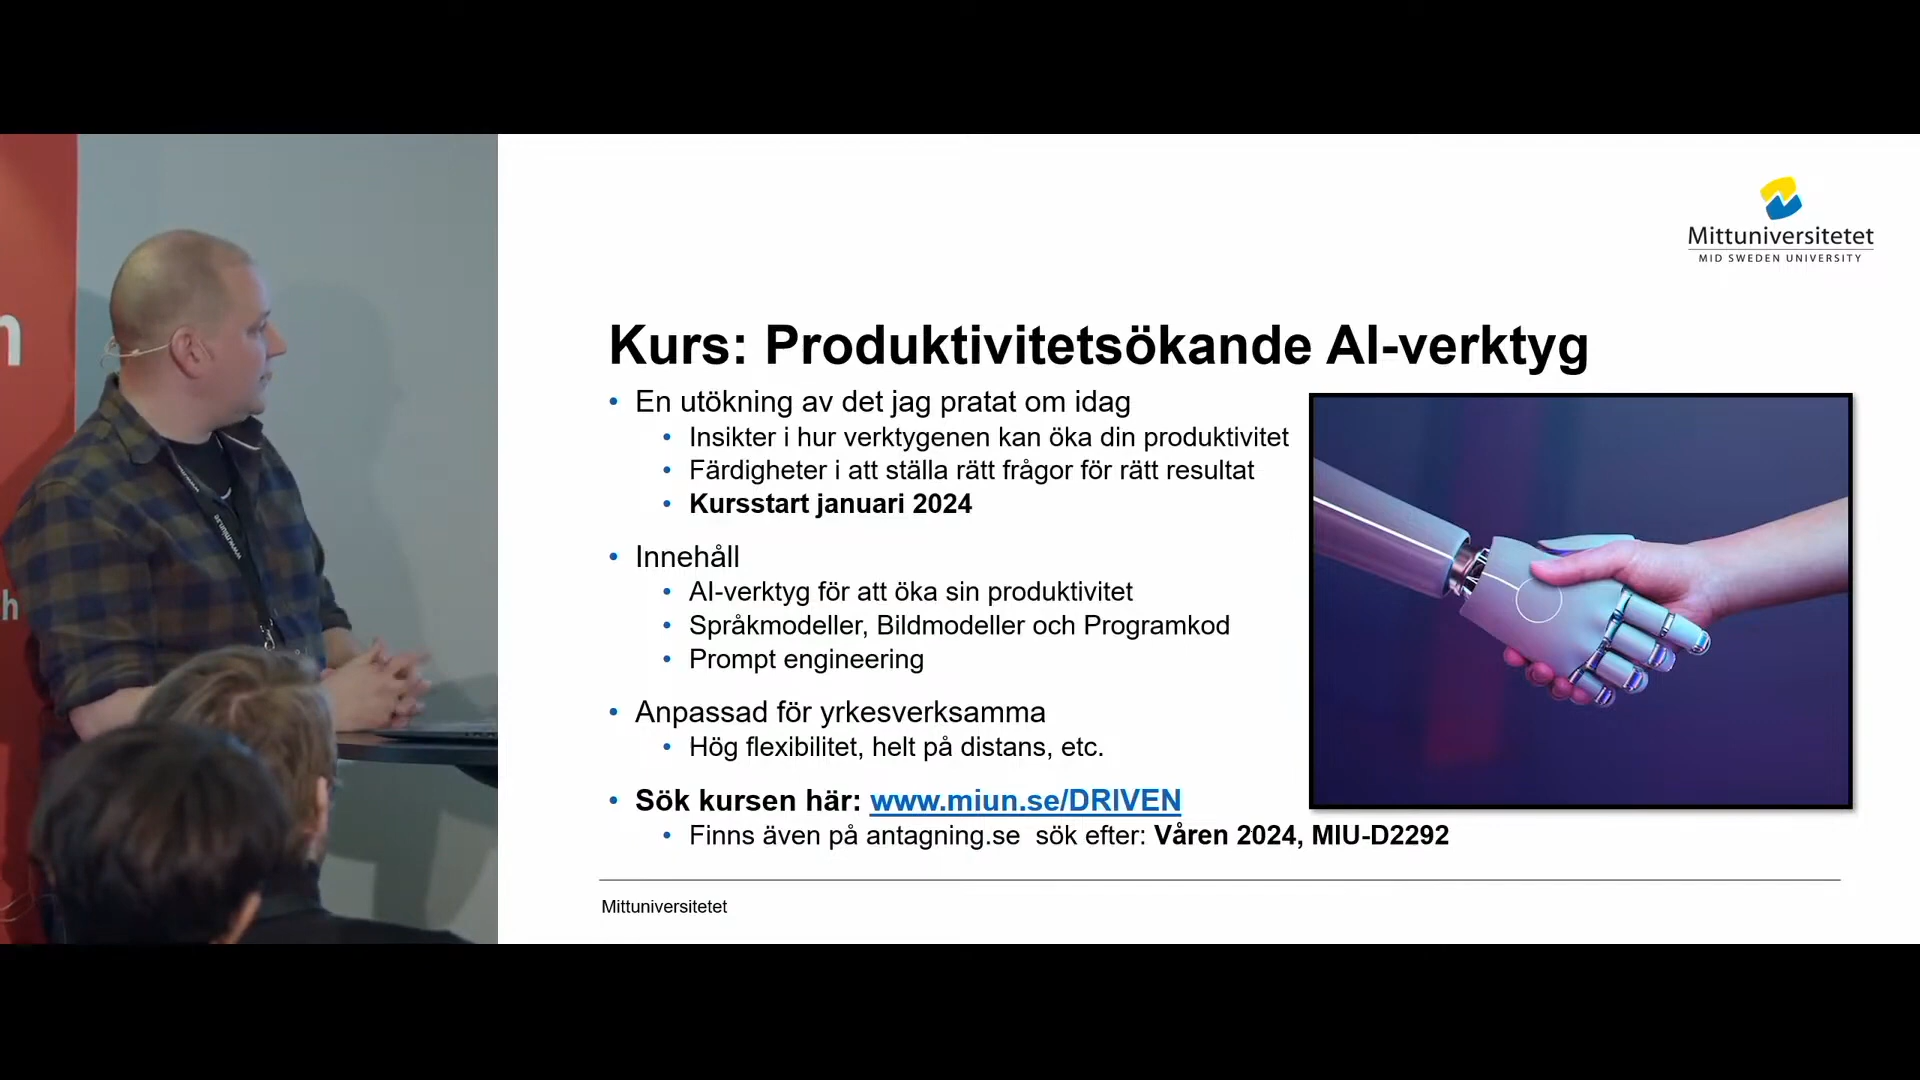 Mittuniversitetet
MID SWEDEN UNIVERSITY
Kurs: Produktivitetsökande AI-verktyg
• En utökning av det jag pratat om idag
• Insikter i hur verktygenen kan öka din produktivitet
• Färdigheter i att ställa rätt frågor för rätt resultat
• Kursstart januari 2024
• Innehåll
• AI-verktyg för att öka sin produktivitet
• Språkmodeller, Bildmodeller och Programkod
• Prompt engineering
• Anpassad för yrkesverksamma
• Hög flexibilitet, helt på distans, etc.
• Sök kursen här: www.miun.se/DRIVEN
• Finns även på antagning.se sök efter: Våren 2024, MIU-D2292
Mittuniversitetet
n
h
www.miun.se